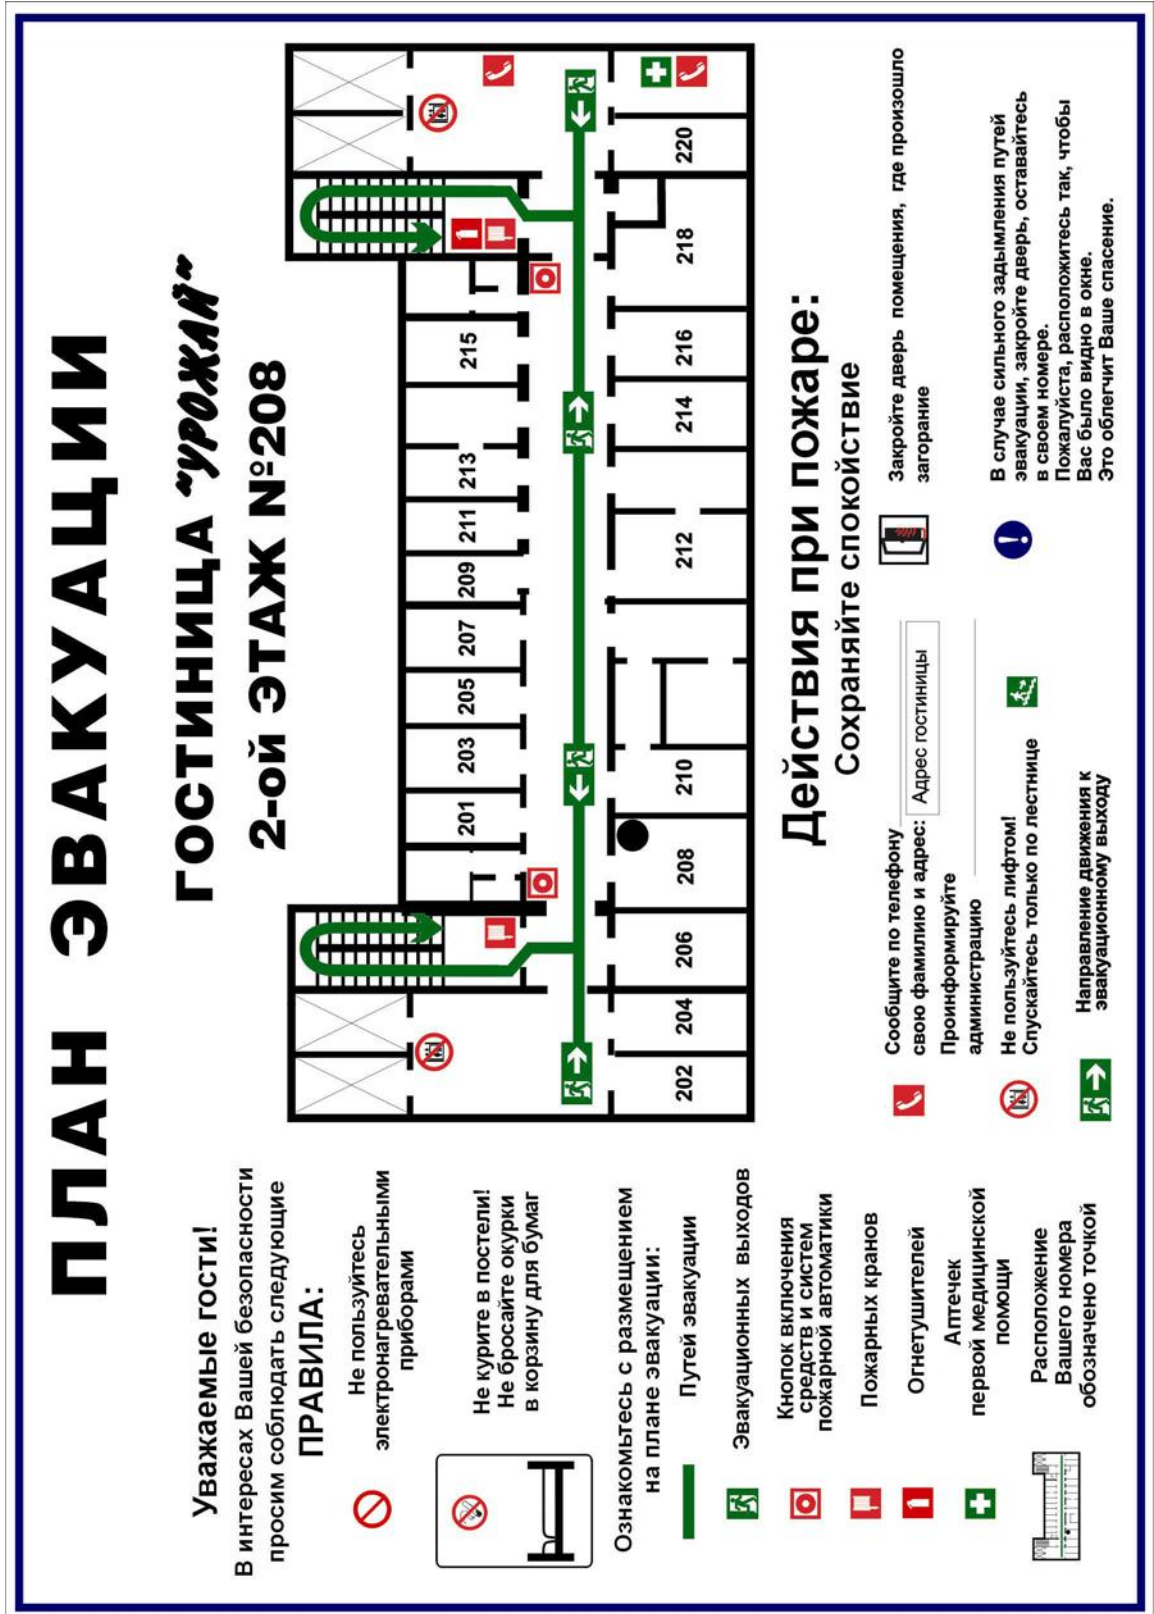 ПЛАН ЭВАКУАЦИИ
ГОСТИНИЦА "УРОЖАЙ"
2-ой ЭТАЖ №208
Уважаемые гости!
В интересах Вашей безопасности
просим соблюдать следующие
ПРАВИЛА:
Не пользуйтесь
электронагревательными
приборами
Не курите в постели!
Не бросайте окурки
в корзину для бумаг
Ознакомьтесь с размещением
на плане эвакуации:
Путей эвакуации
Эвакуационных выходов
Кнопок включения
средств и систем
пожарной автоматики
Пожарных кранов
Огнетушителей
Аптечек
первой медицинской
помощи
Расположение
Вашего номера
обозначено точкой
201 203 205 207 209 211 213 215
202 204 206 208 210 212 214 216 218 220
Действия при пожаре:
Сохраняйте спокойствие
Сообщите по телефону
свою фамилию и адрес: Адрес гостиницы
Проинформируйте
администрацию
Не пользуйтесь лифтом!
Спускайтесь только по лестнице
Направление движения к
эвакуационному выходу
Закройте дверь помещения, где произошло
загорание
В случае сильного задымления путей
эвакуации, закройте дверь, оставайтесь
в своем номере.
Пожалуйста, расположитесь так, чтобы
Вас было видно в окне.
Это облегчит Ваше спасение.